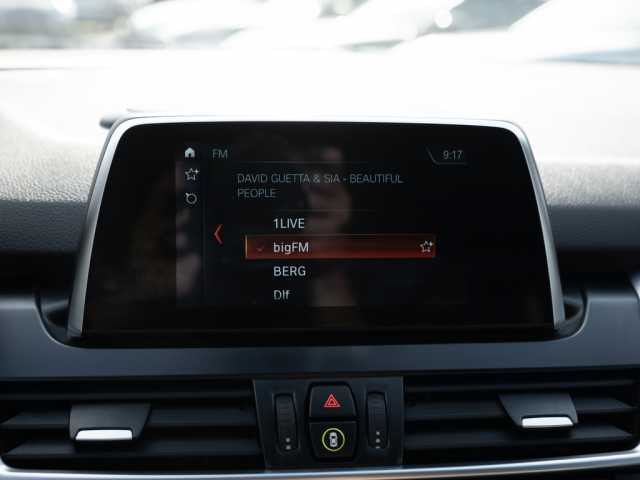 FM 9:17
DAVID GUETTA & SIA - BEAUTIFUL
PEOPLE
1LIVE
bigFM
BERG
Dlf